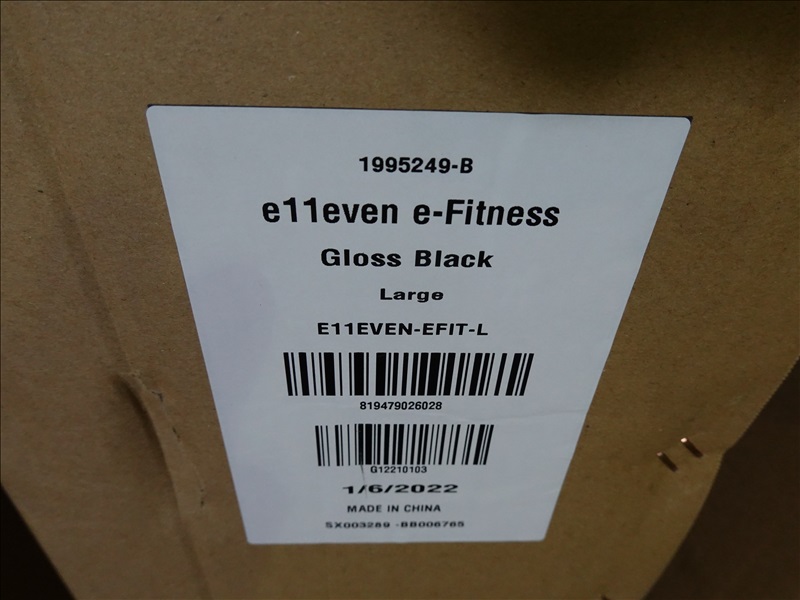 1995249-B
e11even e-Fitness
Gloss Black
Large
E11EVEN-EFIT-L
819479026028
G12210103
1/6/2022
MADE IN CHINA
SX003289 -BB006765